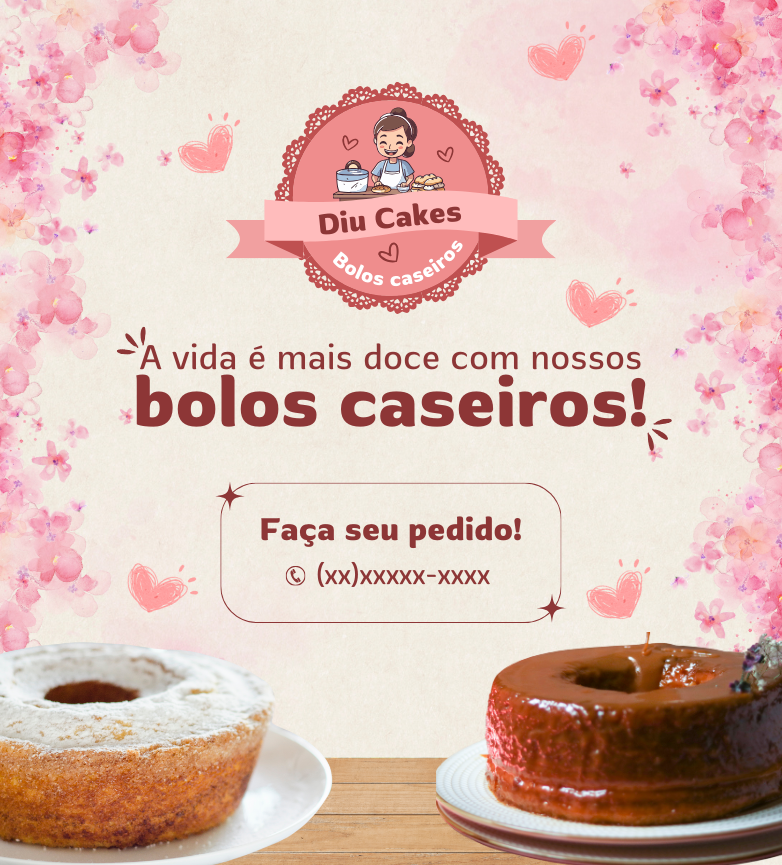 Diu Cakes
Bolos caseiros
A vida é mais doce com nossos
bolos caseiros!
Faça seu pedido!
(xx)xxxxx-xxxx